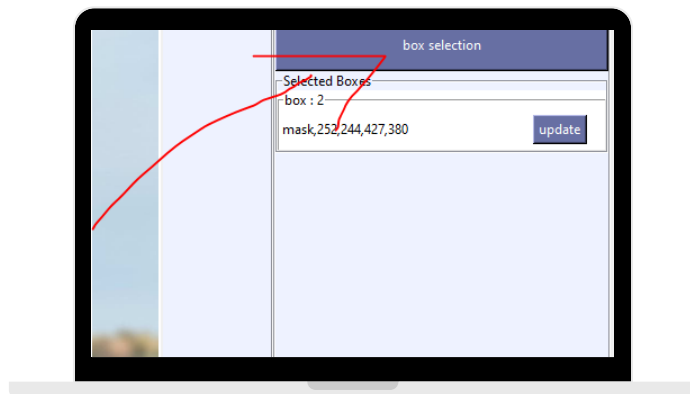 box selection
Selected Boxes
box : 2
mask,252,244,427,380
update